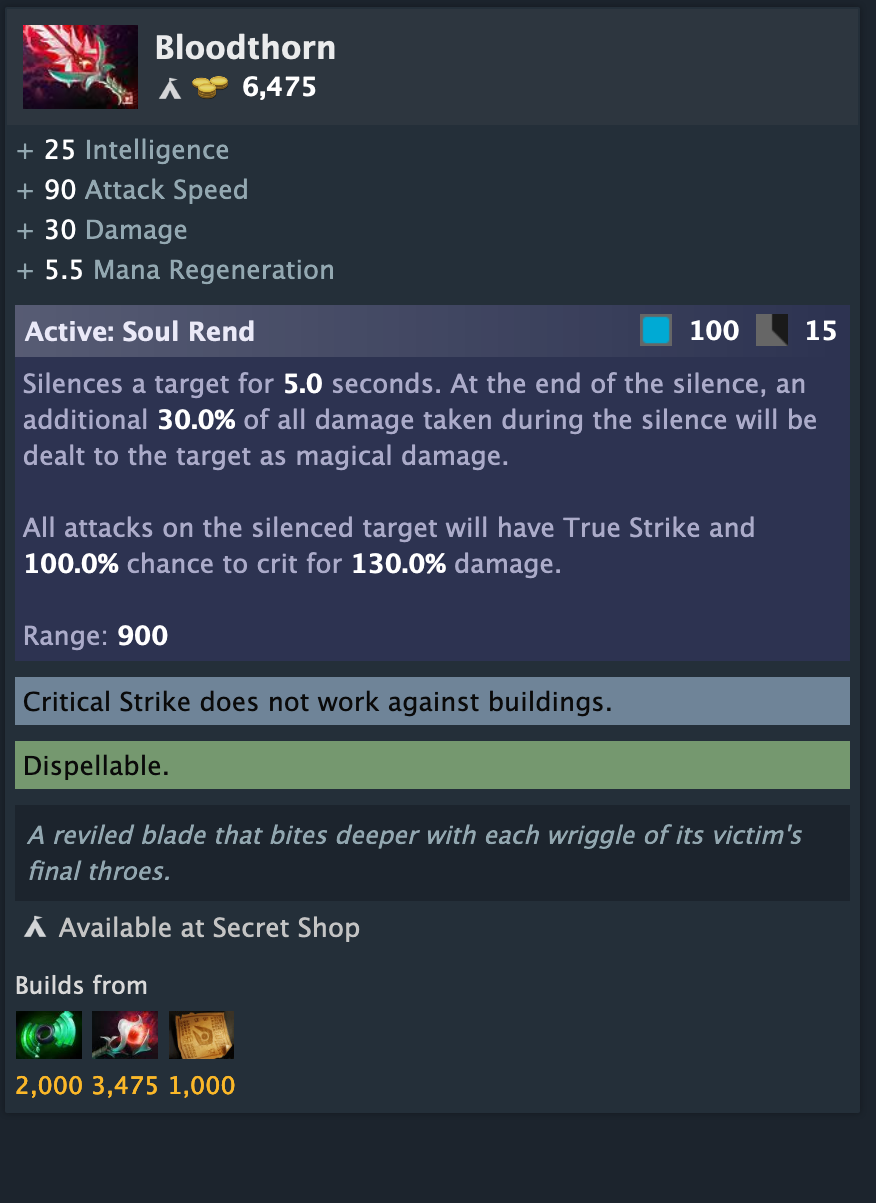 Bloodthorn
6,475
+ 25 Intelligence
+ 90 Attack Speed
+ 30 Damage
+ 5.5 Mana Regeneration
Active: Soul Rend 100 15
Silences a target for 5.0 seconds. At the end of the silence, an
additional 30.0% of all damage taken during the silence will be
dealt to the target as magical damage.
All attacks on the silenced target will have True Strike and
100.0% chance to crit for 130.0% damage.
Range: 900
Critical Strike does not work against buildings.
Dispellable.
A reviled blade that bites deeper with each wriggle of its victim's
final throes.
Available at Secret Shop
Builds from
2,000 3,475 1,000